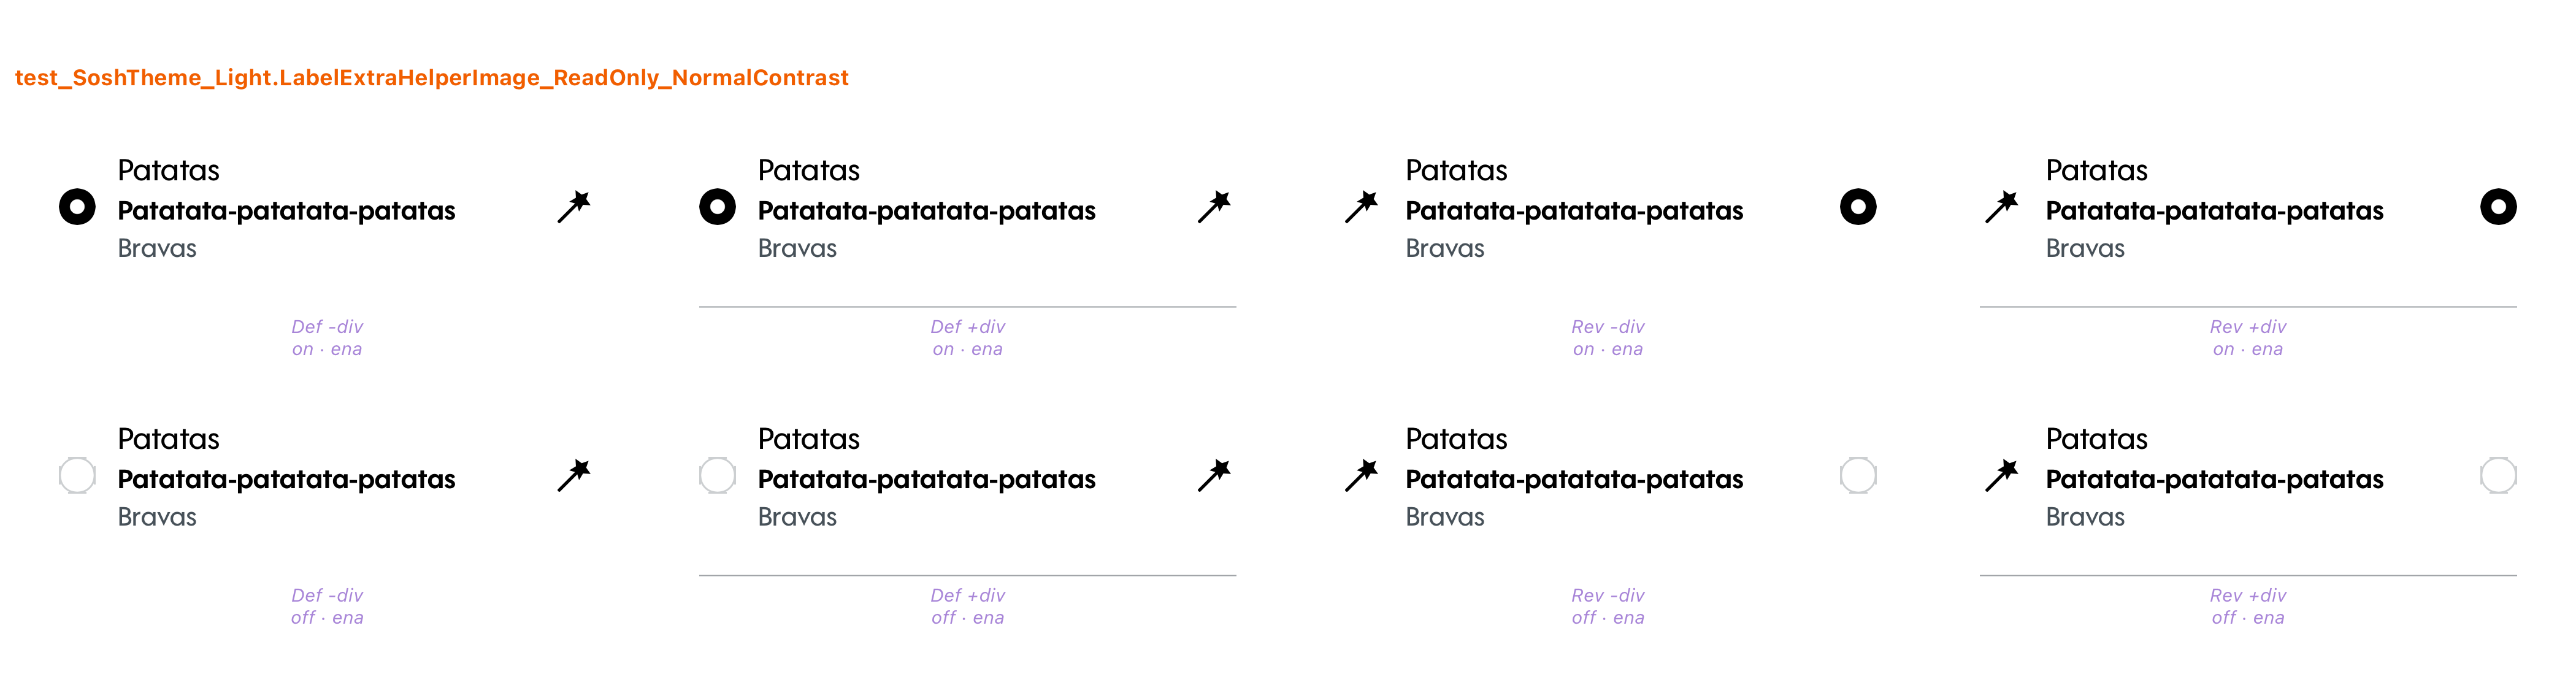 test_SoshTheme_Light.LabelExtraHelperImage_ReadOnly_NormalContrast
Patatas
Patatata-patatata-patatas
Bravas
Def -div
on · ena
Patatas
Patatata-patatata-patatas
Bravas
Def +div
on · ena
Patatas
Patatata-patatata-patatas
Bravas
Rev -div
on · ena
Patatas
Patatata-patatata-patatas
Bravas
Rev +div
on · ena
Patatas
Patatata-patatata-patatas
Bravas
Def -div
off · ena
Patatas
Patatata-patatata-patatas
Bravas
Def +div
off · ena
Patatas
Patatata-patatata-patatas
Bravas
Rev -div
off · ena
Patatas
Patatata-patatata-patatas
Bravas
Rev +div
off · ena